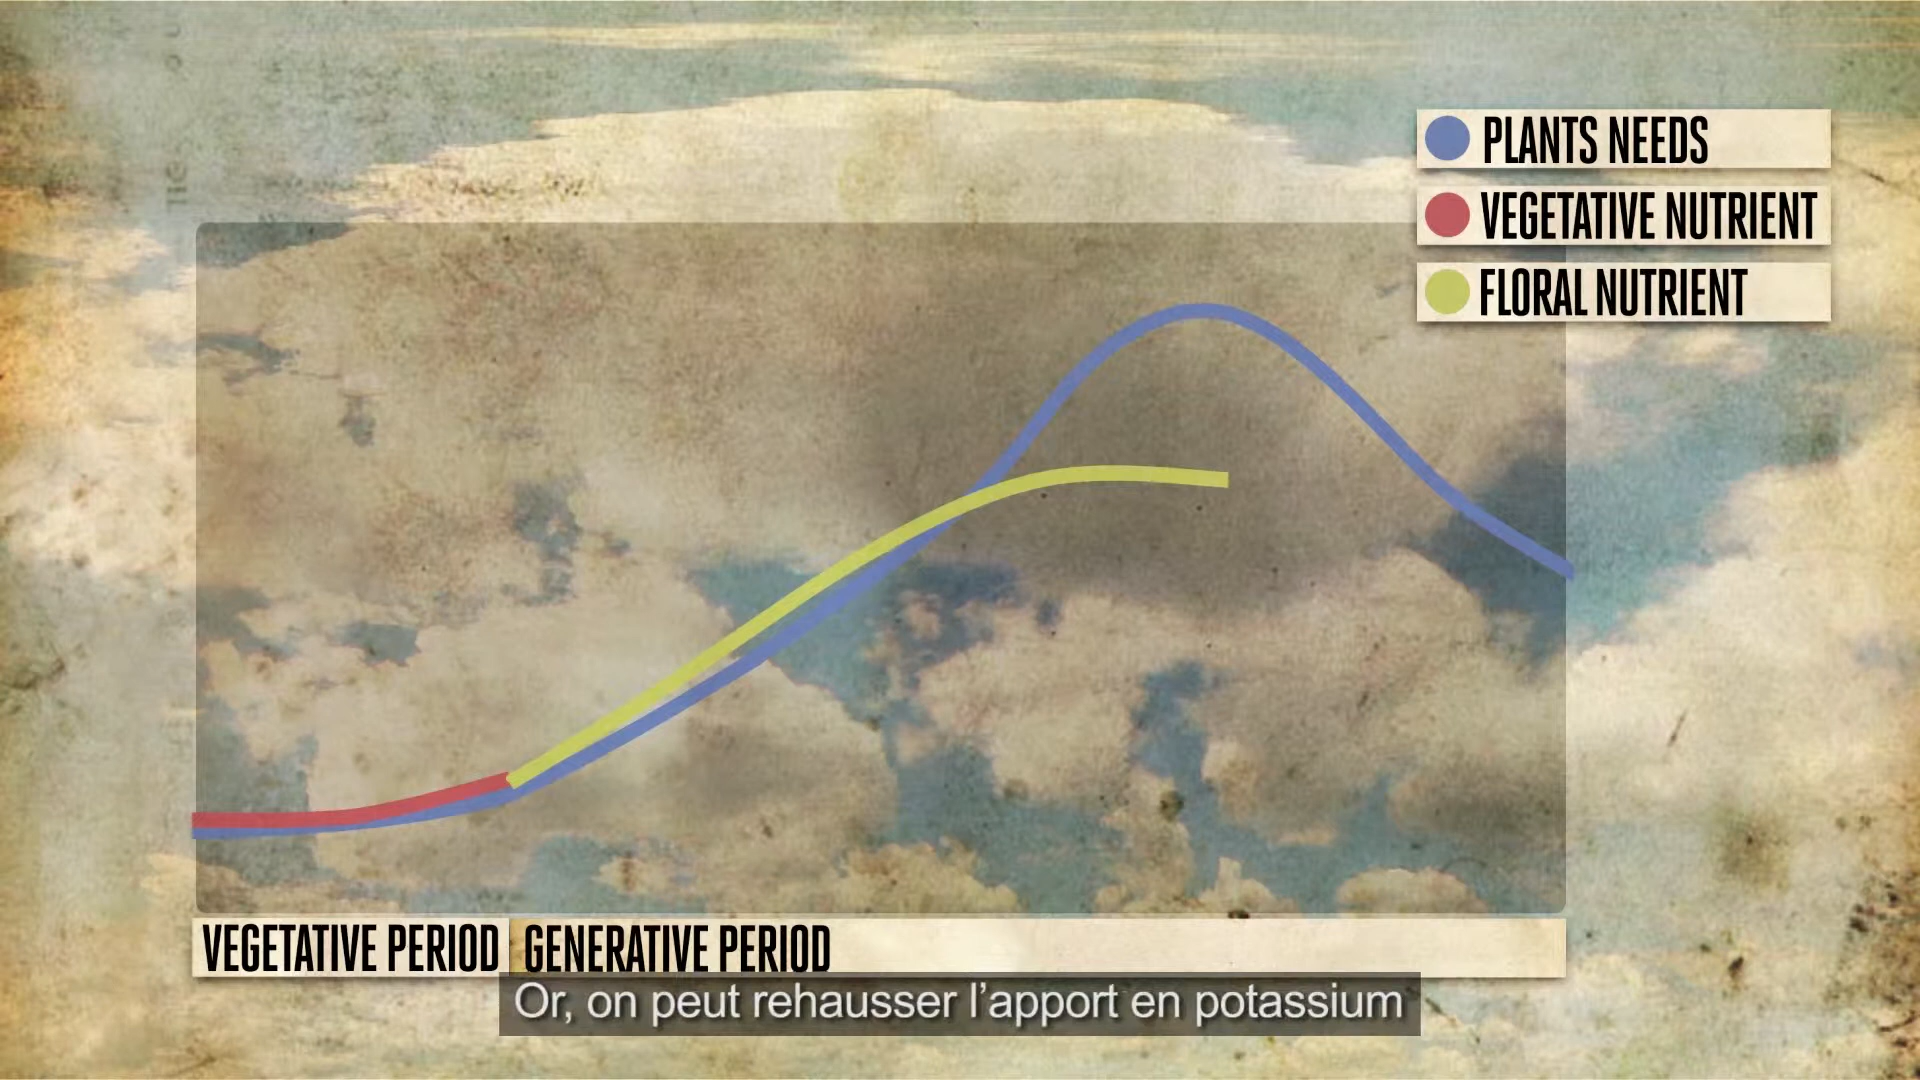 PLANTS NEEDS
VEGETATIVE NUTRIENT
FLORAL NUTRIENT
VEGETATIVE PERIOD
GENERATIVE PERIOD
Or, on peut rehausser l’apport en potassium